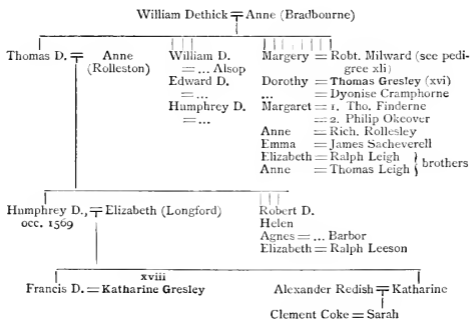 William Dethick = Anne (Bradbourne)
Thomas D. = Anne William D. Margery = Robt. Milward (see pedi-
(Rolleston) = ... Alsop gree xli)
Edward D. Dorothy = Thomas Gresley (xvi)
= ... ... = Dyonise Cramphorne
Humphrey D. Margaret = 1. Tho. Finderne
= ... = 2. Philip Okeover
Anne = Rich. Rollesley
Emma = James Sacheverell
Elizabeth = Ralph Leigh } brothers
Anne = Thomas Leigh
Humphrey D., = Elizabeth (Longford) Robert D.
occ. 1569 Helen
Agnes = ... Barbor
Elizabeth = Ralph Leeson
xviii
Francis D. = Katharine Gresley Alexander Redish = Katharine
Clement Coke = Sarah